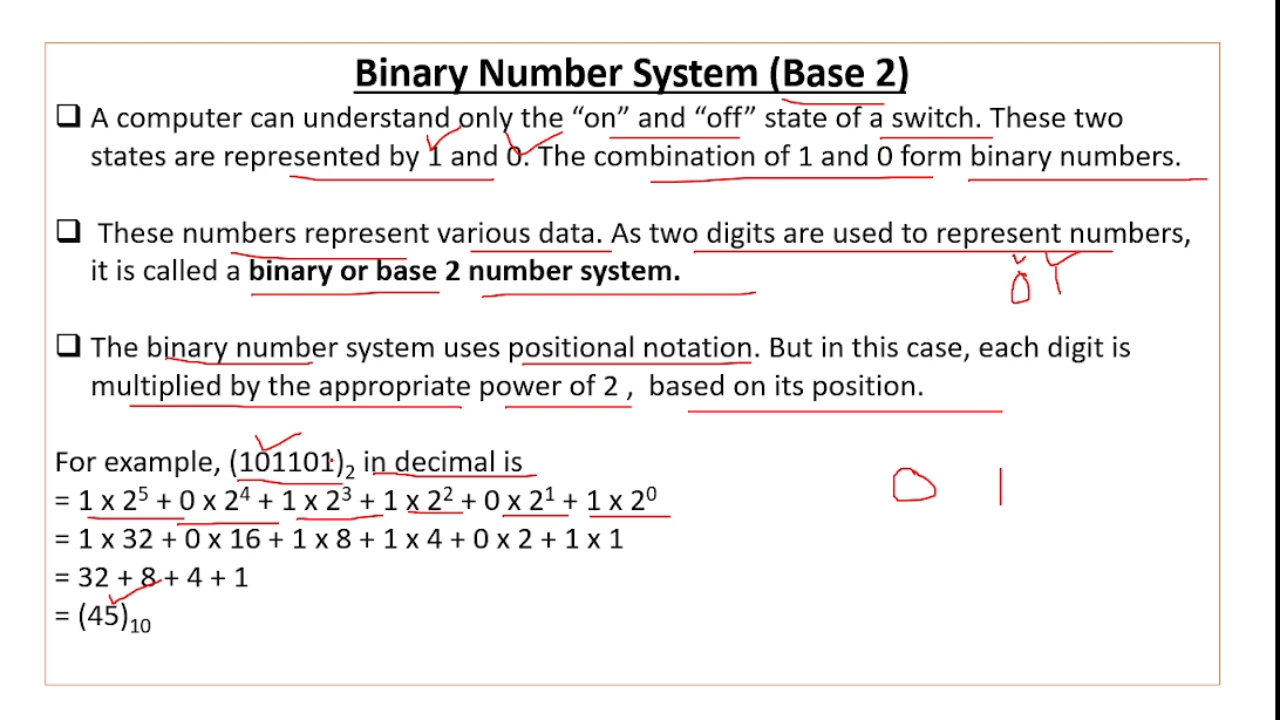 Binary Number System (Base 2)
❑ A computer can understand only the “on” and “off” state of a switch. These two
states are represented by 1 and 0. The combination of 1 and 0 form binary numbers.
❑ These numbers represent various data. As two digits are used to represent numbers,
it is called a binary or base 2 number system.
0 1
❑ The binary number system uses positional notation. But in this case, each digit is
multiplied by the appropriate power of 2 , based on its position.
For example, (101101)₂ in decimal is
= 1 x 2⁵ + 0 x 2⁴ + 1 x 2³ + 1 x 2² + 0 x 2¹ + 1 x 2⁰
0 1
= 1 x 32 + 0 x 16 + 1 x 8 + 1 x 4 + 0 x 2 + 1 x 1
= 32 + 8 + 4 + 1
= (45)₁₀